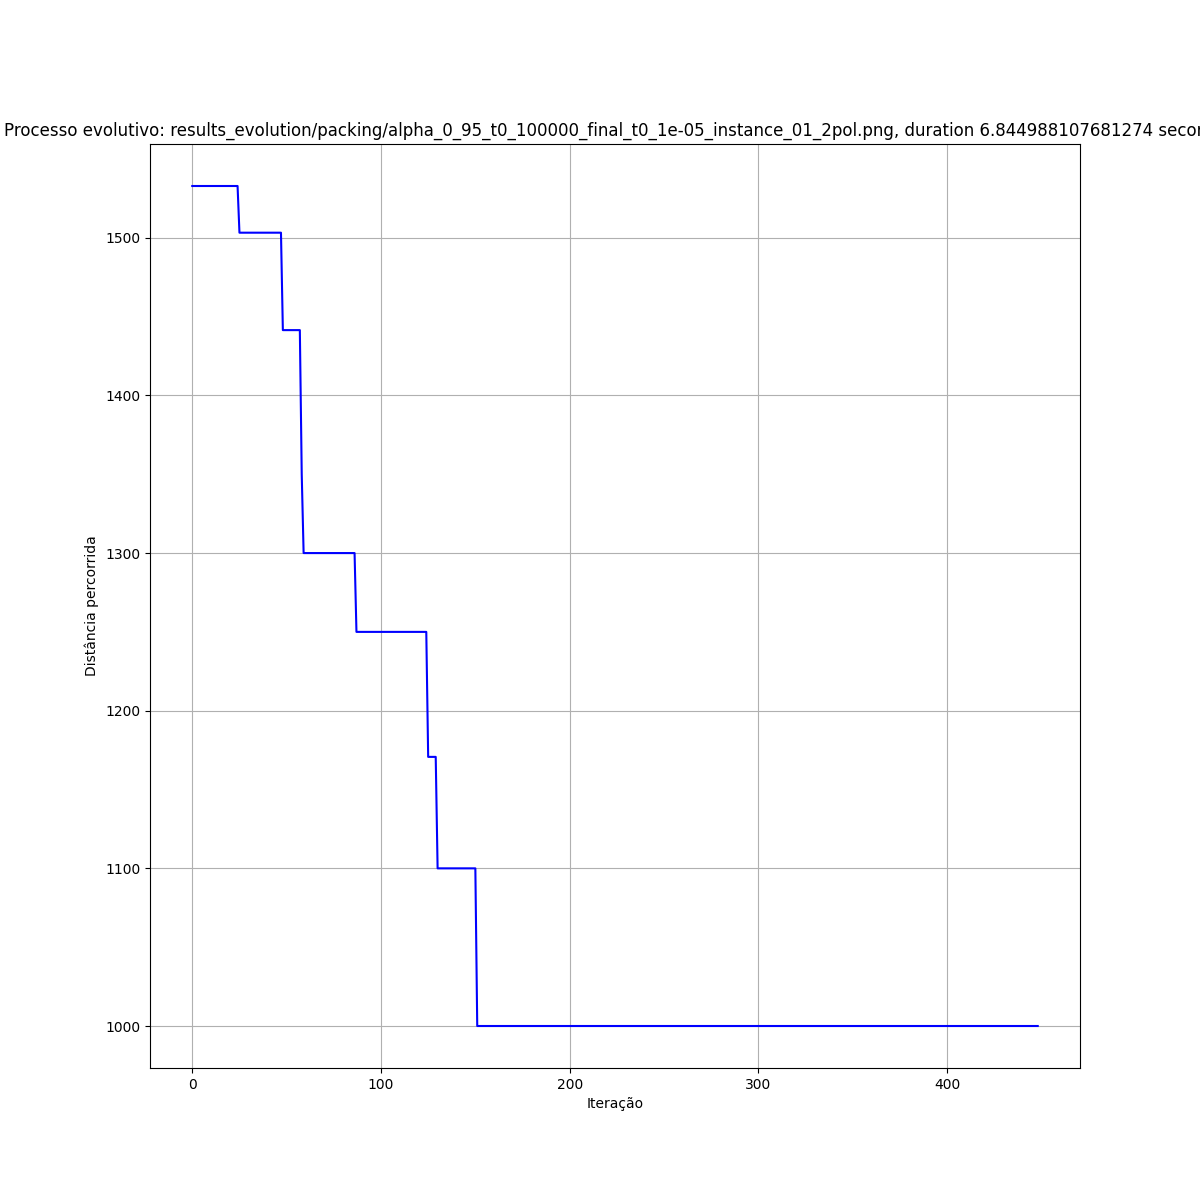 Processo evolutivo: results_evolution/packing/alpha_0_95_t0_100000_final_t0_1e-05_instance_01_2pol.png, duration 6.844988107681274
1500
1400
1300
1200
1100
1000
Distância percorrida
0 100 200 300 400
Iteração